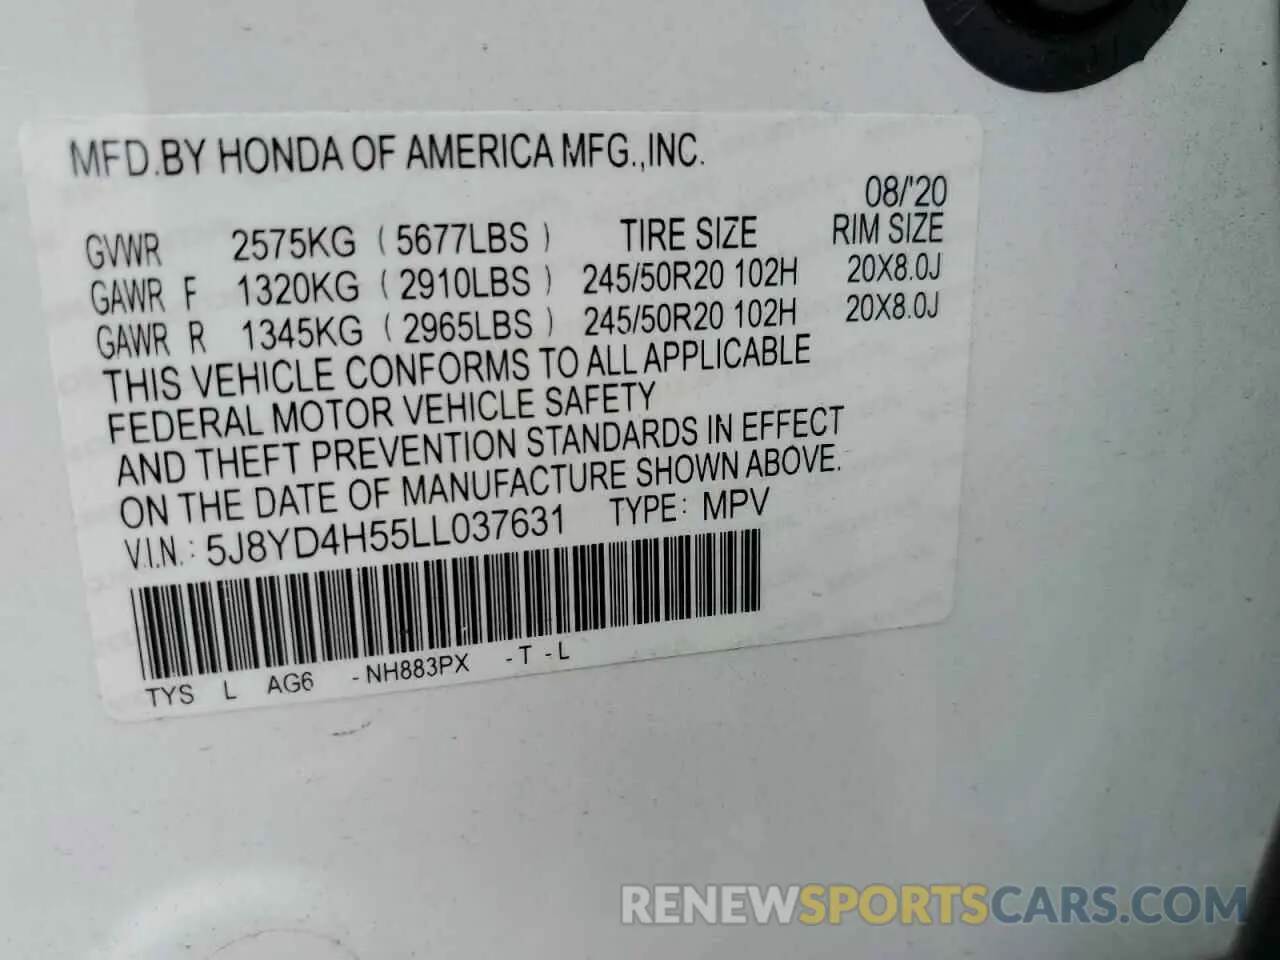 MFD.BY HONDA OF AMERICA MFG.,INC.
08/'20
GVWR 2575KG ( 5677LBS ) TIRE SIZE RIM SIZE
GAWR F 1320KG ( 2910LBS ) 245/50R20 102H 20X8.0J
GAWR R 1345KG ( 2965LBS ) 245/50R20 102H 20X8.0J
THIS VEHICLE CONFORMS TO ALL APPLICABLE
FEDERAL MOTOR VEHICLE SAFETY
AND THEFT PREVENTION STANDARDS IN EFFECT
ON THE DATE OF MANUFACTURE SHOWN ABOVE.
V.I.N.: 5J8YD4H55LL037631 TYPE: MPV
TYS L AG6 -NH883PX -T -L
RENEWSPORTSCARS.COM